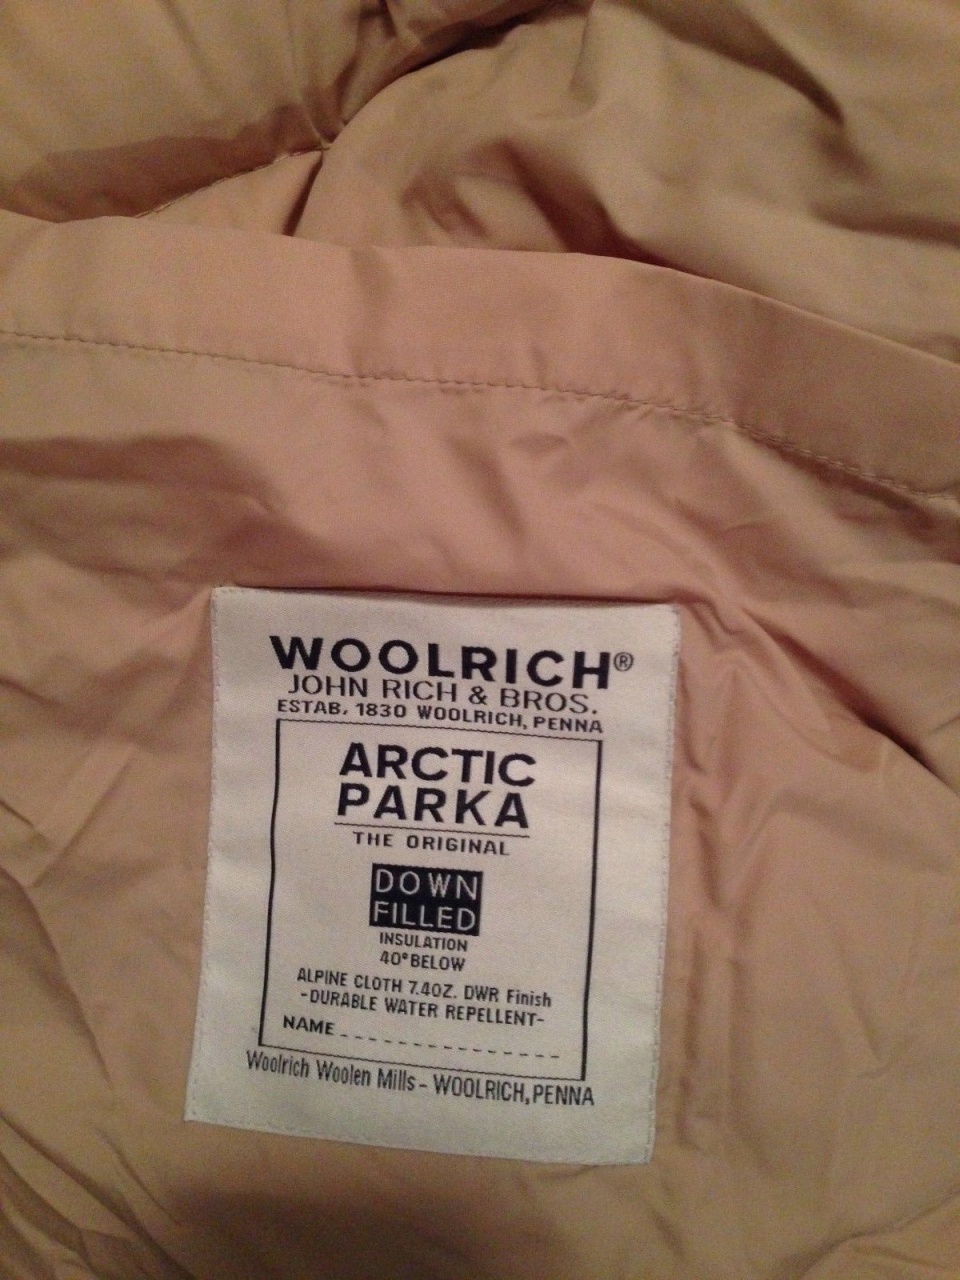 WOOLRICH®
JOHN RICH & BROS.
ESTAB. 1830 WOOLRICH, PENNA
ARCTIC
PARKA
THE ORIGINAL
DOWN
FILLED
INSULATION
40° BELOW
ALPINE CLOTH 7.4OZ. DWR Finish
-DURABLE WATER REPELLENT-
NAME
Woolrich Woolen Mills - WOOLRICH, PENNA